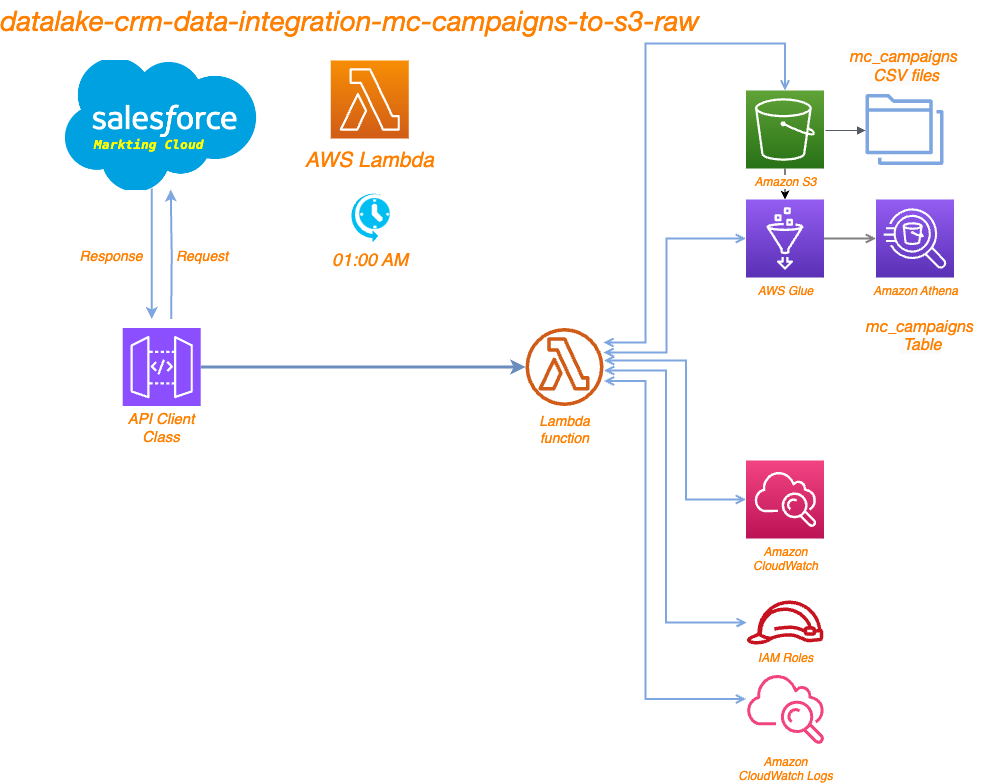 datalake-crm-data-integration-mc-campaigns-to-s3-raw
salesforce
Markting Cloud
AWS Lambda
01:00 AM
mc_campaigns
CSV files
Amazon S3
Response
Request
AWS Glue
Amazon Athena
mc_campaigns
Table
</>
API Client
Class
Lambda
function
Amazon
CloudWatch
IAM Roles
Amazon
CloudWatch Logs